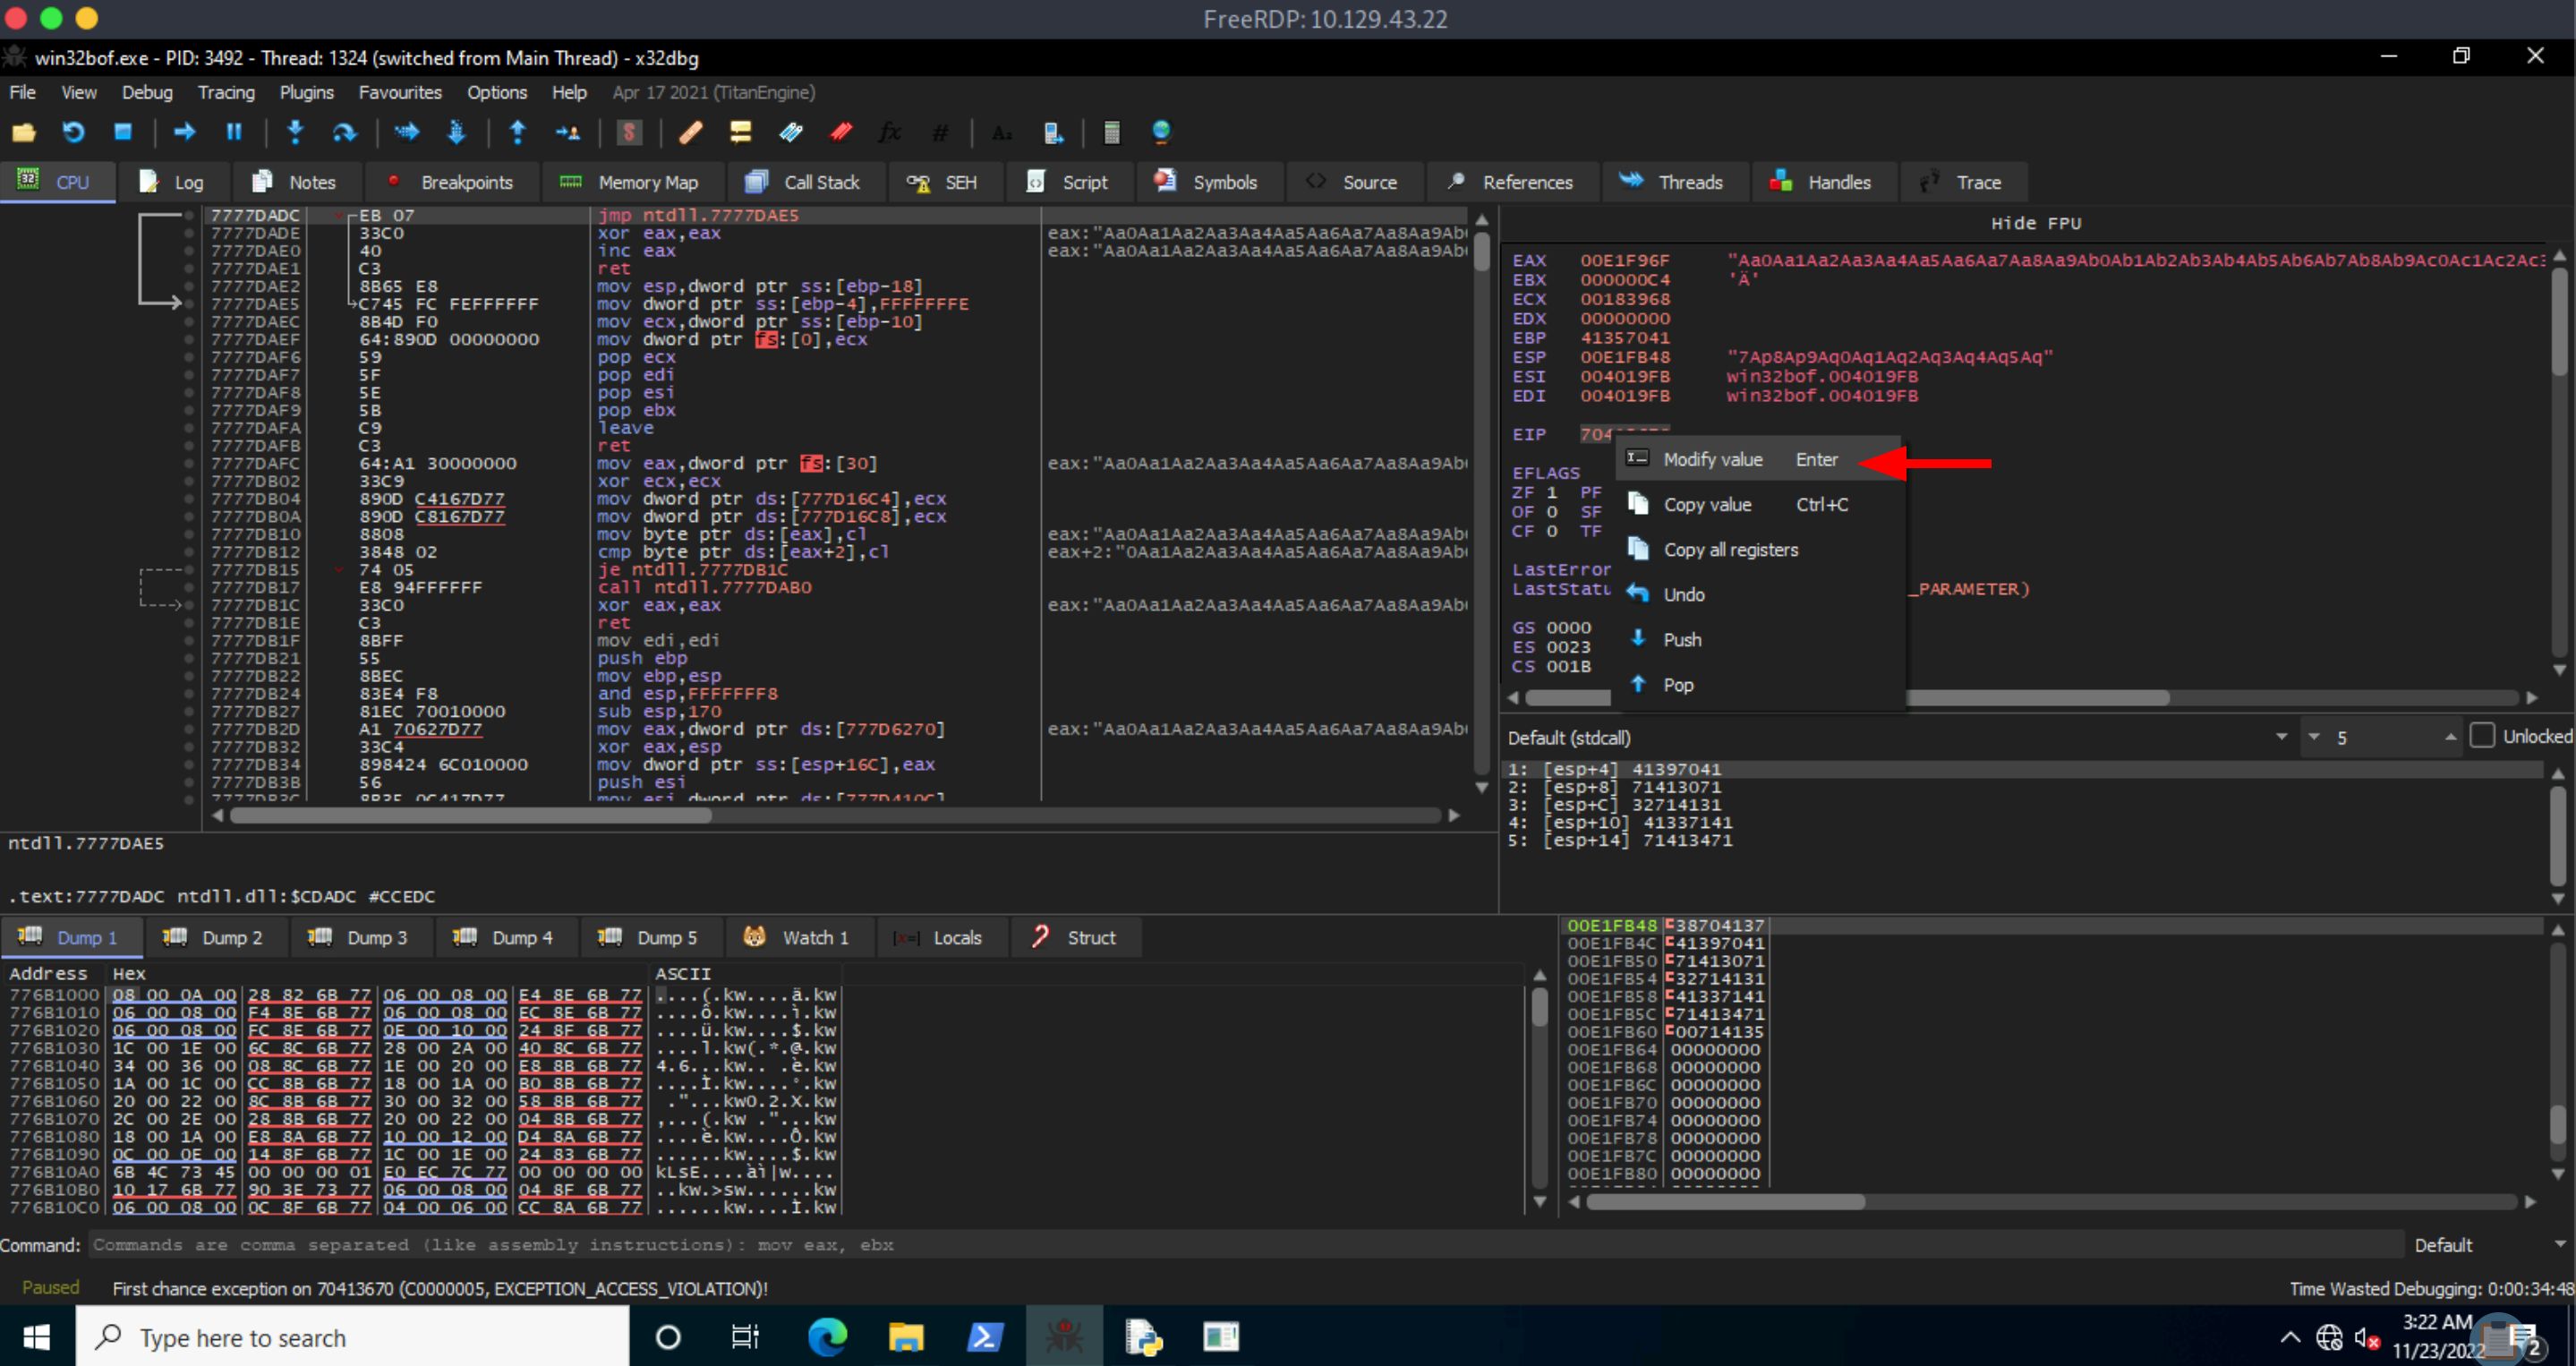 FreeRDP: 10.129.43.22
win32bof.exe - PID: 3492 - Thread: 1324 (switched from Main Thread) - x32dbg
File View Debug Tracing Plugins Favourites Options Help Apr 17 2021 (TitanEngine)
CPU Log Notes Breakpoints Memory Map Call Stack SEH Script Symbols Source References Threads Handles Trace
7777DADC EB 07 jmp ntdll.7777DAE5
7777DADE 33C0 xor eax,eax eax:"Aa0Aa1Aa2Aa3Aa4Aa5Aa6Aa7Aa8Aa9Ab
7777DAE0 40 inc eax eax:"Aa0Aa1Aa2Aa3Aa4Aa5Aa6Aa7Aa8Aa9Ab
7777DAE1 C3 ret
7777DAE2 8B65 E8 mov esp,dword ptr ss:[ebp-18]
7777DAE5 C745 FC FEFFFFFF mov dword ptr ss:[ebp-4],FFFFFFFE
7777DAEC 8B4D F0 mov ecx,dword ptr ss:[ebp-10]
7777DAEF 64:890D 00000000 mov dword ptr fs:[0],ecx
7777DAF6 59 pop ecx
7777DAF7 5F pop edi
7777DAF8 5E pop esi
7777DAF9 5B pop ebx
7777DAFA C9 leave
7777DAFB C3 ret
7777DAFC 64:A1 30000000 mov eax,dword ptr fs:[30] eax:"Aa0Aa1Aa2Aa3Aa4Aa5Aa6Aa7Aa8Aa9Ab
7777DB02 33C9 xor ecx,ecx
7777DB04 890D C4167D77 mov dword ptr ds:[777D16C4],ecx
7777DB0A 890D C8167D77 mov dword ptr ds:[777D16C8],ecx
7777DB10 8808 mov byte ptr ds:[eax],cl eax:"Aa0Aa1Aa2Aa3Aa4Aa5Aa6Aa7Aa8Aa9Ab
7777DB12 3848 02 cmp byte ptr ds:[eax+2],cl eax+2:"0Aa1Aa2Aa3Aa4Aa5Aa6Aa7Aa8Aa9Ab
7777DB15 74 05 je ntdll.7777DB1C
7777DB17 E8 94FFFFFF call ntdll.7777DAB0
7777DB1C 33C0 xor eax,eax eax:"Aa0Aa1Aa2Aa3Aa4Aa5Aa6Aa7Aa8Aa9Ab
7777DB1E C3 ret
7777DB1F 8BFF mov edi,edi
7777DB21 55 push ebp
7777DB22 8BEC mov ebp,esp
7777DB24 83E4 F8 and esp,FFFFFFF8
7777DB27 81EC 70010000 sub esp,170
7777DB2D A1 70627D77 mov eax,dword ptr ds:[777D6270] eax:"Aa0Aa1Aa2Aa3Aa4Aa5Aa6Aa7Aa8Aa9Ab
7777DB32 33C4 xor eax,esp
7777DB34 898424 6C010000 mov dword ptr ss:[esp+16C],eax
7777DB3B 56 push esi
7777DB3C 8B35 0C417D77 mov esi,dword ptr ds:[777D410C]
Hide FPU
EAX 00E1F96F "Aa0Aa1Aa2Aa3Aa4Aa5Aa6Aa7Aa8Aa9Ab0Ab1Ab2Ab3Ab4Ab5Ab6Ab7Ab8Ab9Ac0Ac1Ac2Ac3
EBX 000000C4 'Ä'
ECX 00183968
EDX 00000000
EBP 41357041
ESP 00E1FB48 "7Ap8Ap9Aq0Aq1Aq2Aq3Aq4Aq5Aq"
ESI 004019FB win32bof.004019FB
EDI 004019FB win32bof.004019FB
EIP
EFLAGS
ZF 1 PF
OF 0 SF
CF 0 TF
LastError
LastStatu _PARAMETER)
GS 0000
ES 0023
CS 001B
Modify value Enter
Copy value Ctrl+C
Copy all registers
Undo
Push
Pop
Default (stdcall) 5 Unlocked
1: [esp+4] 41397041
2: [esp+8] 71413071
3: [esp+C] 32714131
4: [esp+10] 41337141
5: [esp+14] 71413471
ntdll.7777DAE5
.text:7777DADC ntdll.dll:$CDADC #CCEDC
Dump 1 Dump 2 Dump 3 Dump 4 Dump 5 Watch 1 Locals Struct
Address Hex ASCII
776B1000 08 00 0A 00 28 82 6B 77 06 00 08 00 E4 8E 6B 77 ....(.kw....ä.kw
776B1010 06 00 08 00 F4 8E 6B 77 06 00 08 00 EC 8E 6B 77 ....ô.kw....ì.kw
776B1020 06 00 08 00 FC 8E 6B 77 0E 00 10 00 24 8F 6B 77 ....ü.kw....$.kw
776B1030 1C 00 1E 00 6C 8C 6B 77 28 00 2A 00 40 8C 6B 77 ....l.kw(.*.@.kw
776B1040 34 00 36 00 08 8C 6B 77 1E 00 20 00 E8 8B 6B 77 4.6...kw.. .è.kw
776B1050 1A 00 1C 00 CC 8B 6B 77 18 00 1A 00 B0 8B 6B 77 ....Ì.kw....°.kw
776B1060 20 00 22 00 8C 8B 6B 77 30 00 32 00 58 8B 6B 77  ."...kw0.2.X.kw
776B1070 2C 00 2E 00 28 8B 6B 77 20 00 22 00 04 8B 6B 77 ,...(.kw ."...kw
776B1080 18 00 1A 00 E8 8A 6B 77 10 00 12 00 D4 8A 6B 77 ....è.kw....Ô.kw
776B1090 0C 00 0E 00 14 8F 6B 77 1C 00 1E 00 24 83 6B 77 ......kw....$.kw
776B10A0 6B 4C 73 45 00 00 00 01 E0 EC 7C 77 00 00 00 00 kLsE....àì|w....
776B10B0 10 17 6B 77 90 3E 73 77 06 00 08 00 04 8F 6B 77 ..kw.>sw......kw
776B10C0 06 00 08 00 0C 8F 6B 77 04 00 06 00 CC 8A 6B 77 ......kw....Ì.kw
00E1FB48 38704137
00E1FB4C 41397041
00E1FB50 71413071
00E1FB54 32714131
00E1FB58 41337141
00E1FB5C 71413471
00E1FB60 00714135
00E1FB64 00000000
00E1FB68 00000000
00E1FB6C 00000000
00E1FB70 00000000
00E1FB74 00000000
00E1FB78 00000000
00E1FB7C 00000000
00E1FB80 00000000
Command: Commands are comma separated (like assembly instructions): mov eax, ebx Default
Paused First chance exception on 70413670 (C0000005, EXCEPTION_ACCESS_VIOLATION)! Time Wasted Debugging: 0:00:34:48
Type here to search
3:22 AM
11/23/2022
2